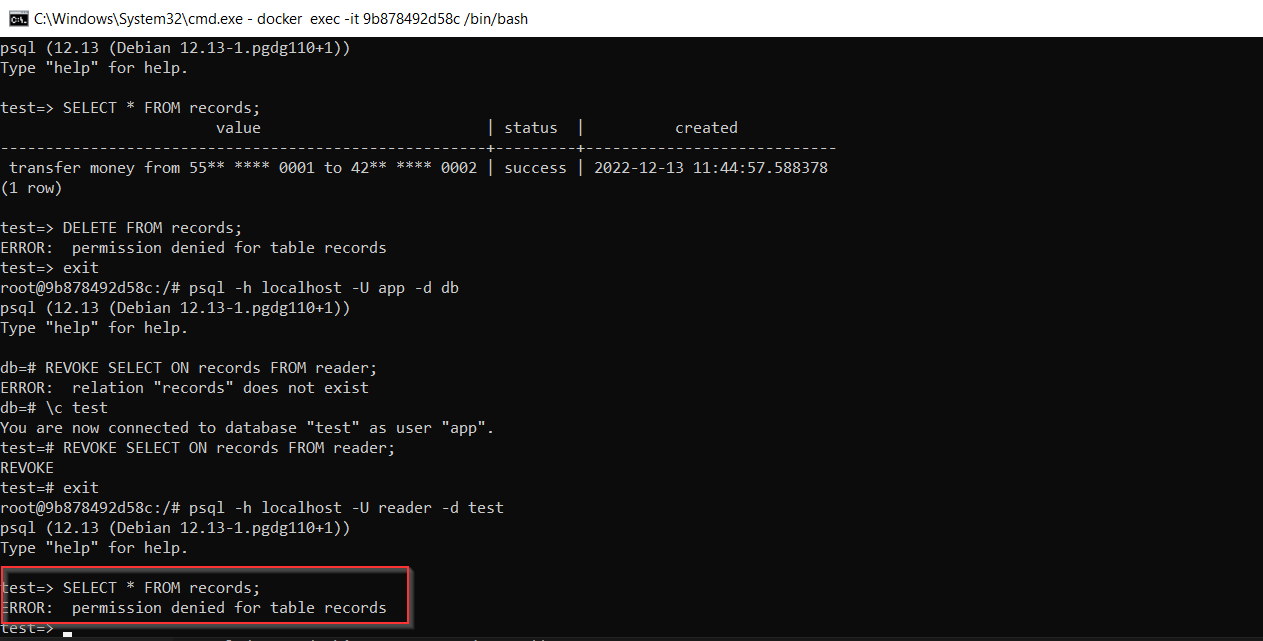 C:\Windows\System32\cmd.exe - docker  exec -it 9b878492d58c /bin/bash
psql (12.13 (Debian 12.13-1.pgdg110+1))
Type "help" for help.
test=> SELECT * FROM records;
                        value                         | status  |          created
------------------------------------------------------+---------+----------------------------
 transfer money from 55** **** 0001 to 42** **** 0002 | success | 2022-12-13 11:44:57.588378
(1 row)
test=> DELETE FROM records;
ERROR:  permission denied for table records
test=> exit
root@9b878492d58c:/# psql -h localhost -U app -d db
psql (12.13 (Debian 12.13-1.pgdg110+1))
Type "help" for help.
db=# REVOKE SELECT ON records FROM reader;
ERROR:  relation "records" does not exist
db=# \c test
You are now connected to database "test" as user "app".
test=# REVOKE SELECT ON records FROM reader;
REVOKE
test=# exit
root@9b878492d58c:/# psql -h localhost -U reader -d test
psql (12.13 (Debian 12.13-1.pgdg110+1))
Type "help" for help.
test=> SELECT * FROM records;
ERROR:  permission denied for table records
test=>